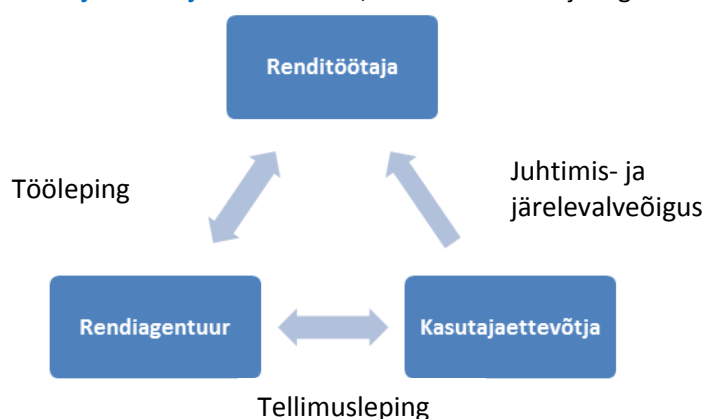 Renditöötaja
Tööleping
Juhtimis- ja
järelevalveõigus
Rendiagentuur
Kasutajaettevõtja
Tellimusleping